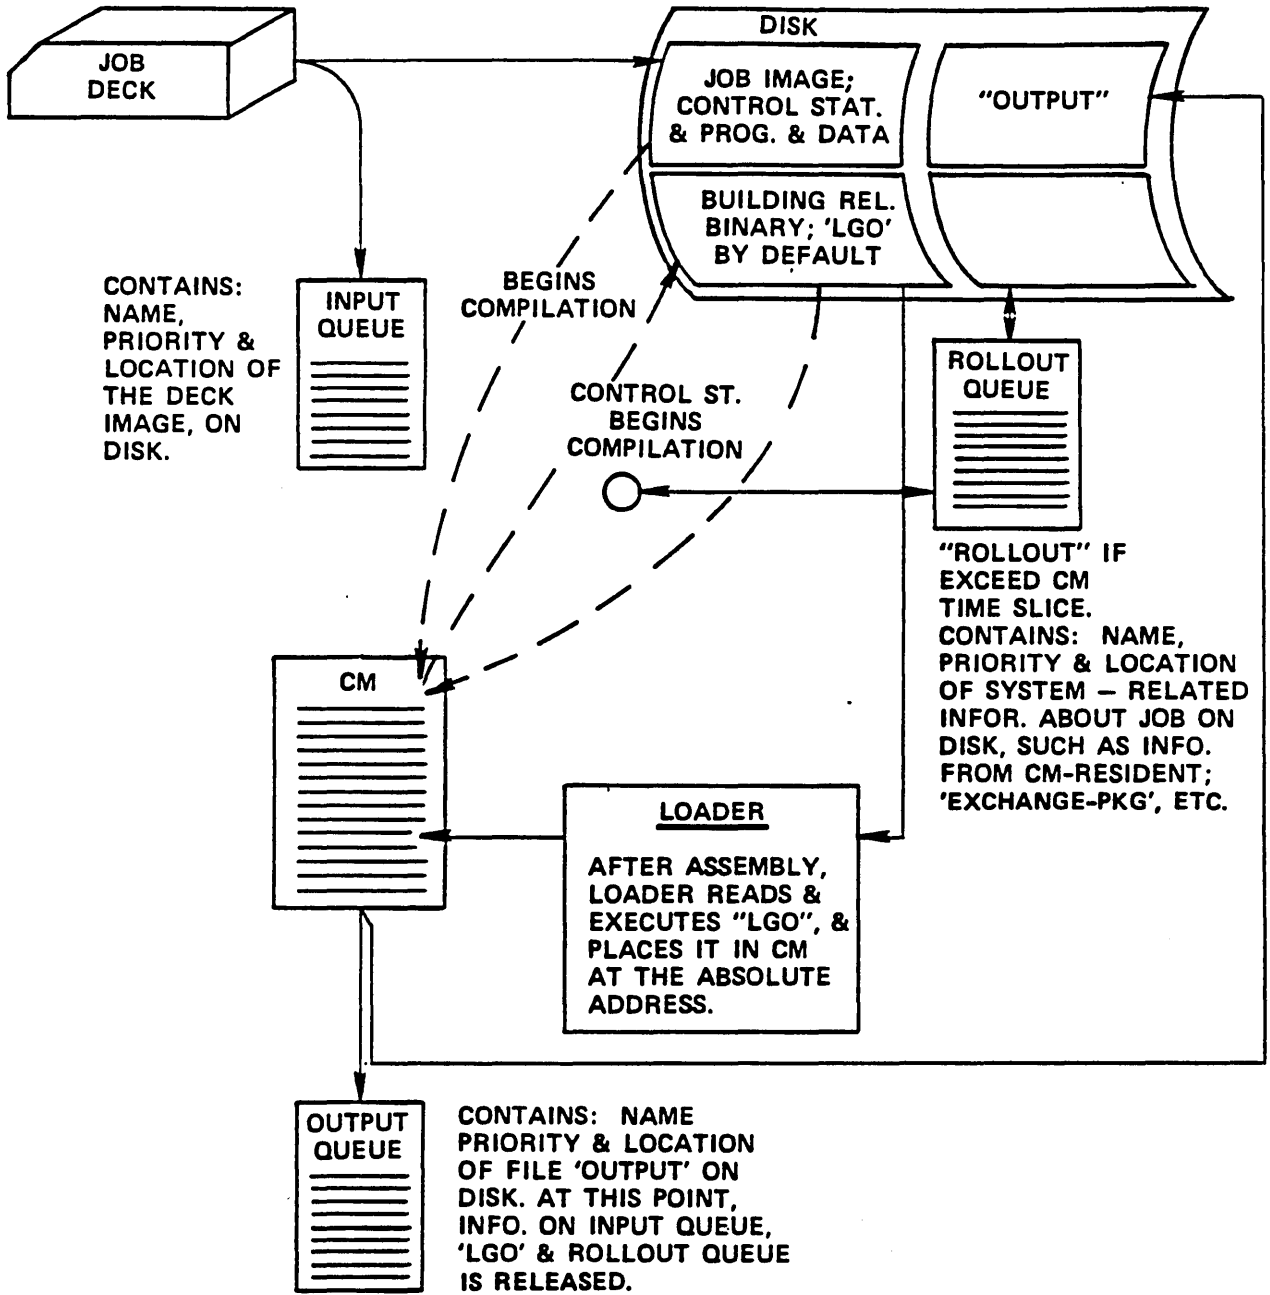 JOB
DECK
DISK
JOB IMAGE;
CONTROL STAT.
& PROG. & DATA
"OUTPUT"
BUILDING REL.
BINARY; 'LGO'
BY DEFAULT
CONTAINS:
NAME,
PRIORITY &
LOCATION OF
THE DECK
IMAGE, ON
DISK.
INPUT
QUEUE
BEGINS
COMPILATION
CONTROL ST.
BEGINS
COMPILATION
ROLLOUT
QUEUE
"ROLLOUT" IF
EXCEED CM
TIME SLICE.
CONTAINS: NAME,
PRIORITY & LOCATION
OF SYSTEM – RELATED
INFOR. ABOUT JOB ON
DISK, SUCH AS INFO.
FROM CM-RESIDENT;
'EXCHANGE-PKG', ETC.
CM
LOADER
AFTER ASSEMBLY,
LOADER READS &
EXECUTES "LGO", &
PLACES IT IN CM
AT THE ABSOLUTE
ADDRESS.
OUTPUT
QUEUE
CONTAINS: NAME
PRIORITY & LOCATION
OF FILE 'OUTPUT' ON
DISK. AT THIS POINT,
INFO. ON INPUT QUEUE,
'LGO' & ROLLOUT QUEUE
IS RELEASED.